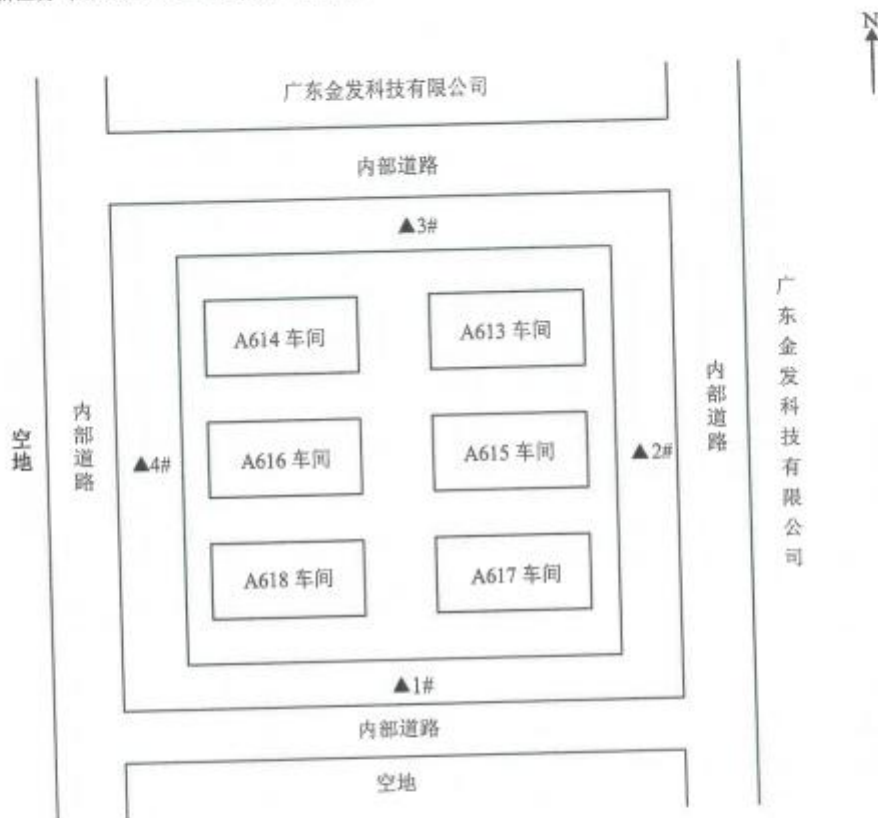 N
广东金发科技有限公司
内部道路
▲3#
A614 车间
A613 车间
广东金发科技有限公司
内部道路
内部道路
空地
A616 车间
A615 车间
▲4#
▲2#
A618 车间
A617 车间
▲1#
内部道路
空地